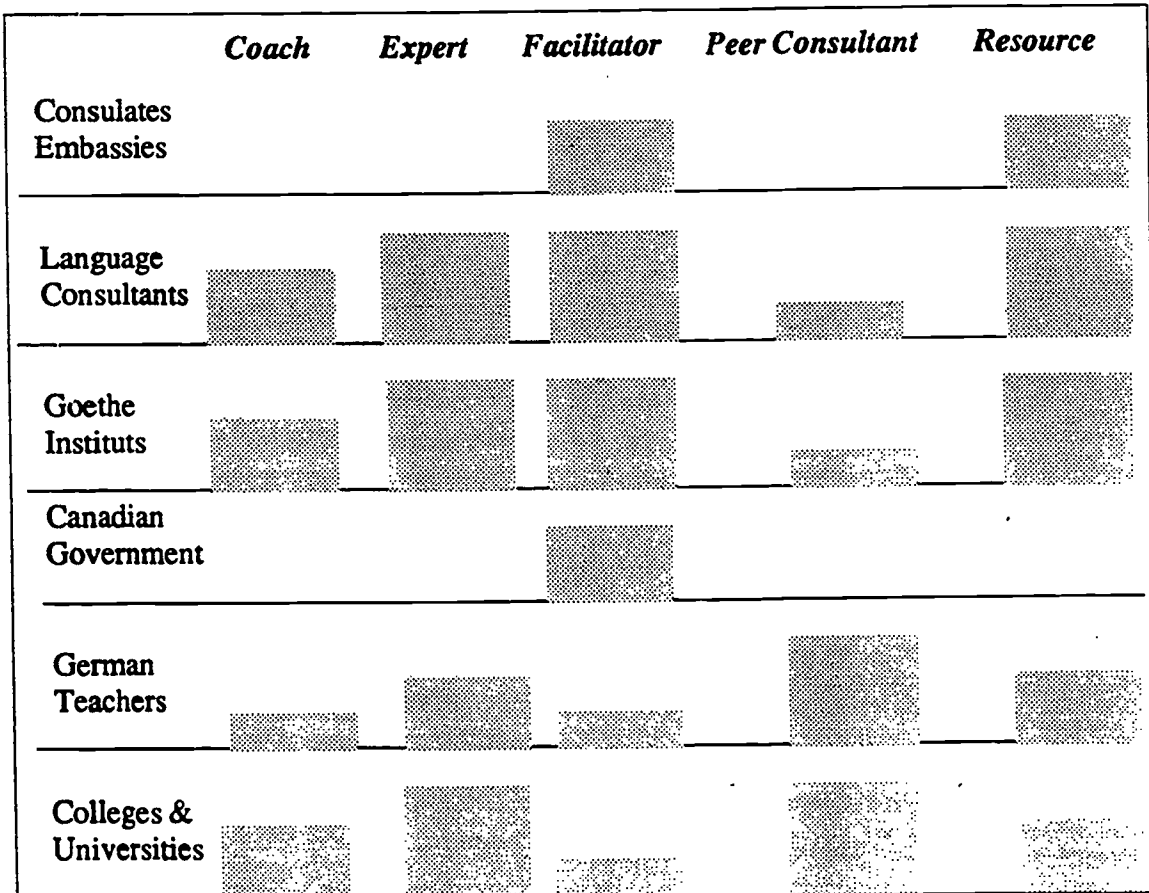 Coach Expert Facilitator Peer Consultant Resource
Consulates
Embassies
Language
Consultants
Goethe
Instituts
Canadian
Government
German
Teachers
Colleges &
Universities